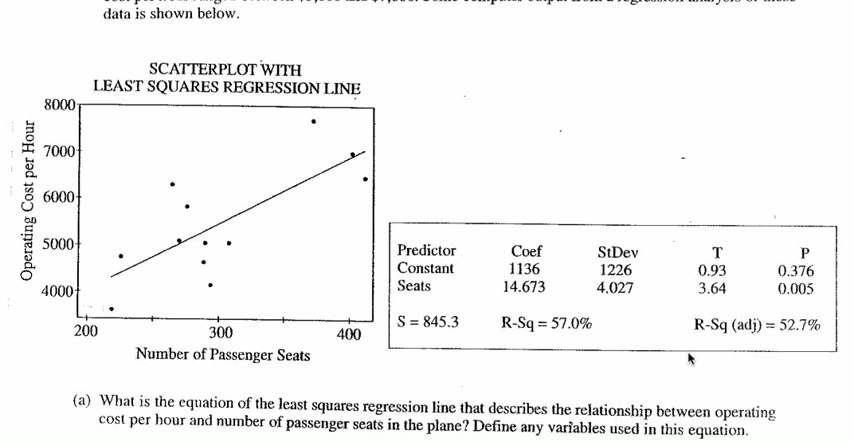 data is shown below.
SCATTERPLOT WITH
LEAST SQUARES REGRESSION LINE
8000
7000
6000
5000
4000
Operating Cost per Hour
200 300 400
Number of Passenger Seats
Predictor Coef StDev T P
Constant 1136 1226 0.93 0.376
Seats 14.673 4.027 3.64 0.005
S = 845.3 R-Sq = 57.0% R-Sq (adj) = 52.7%
(a) What is the equation of the least squares regression line that describes the relationship between operating
cost per hour and number of passenger seats in the plane? Define any variables used in this equation.